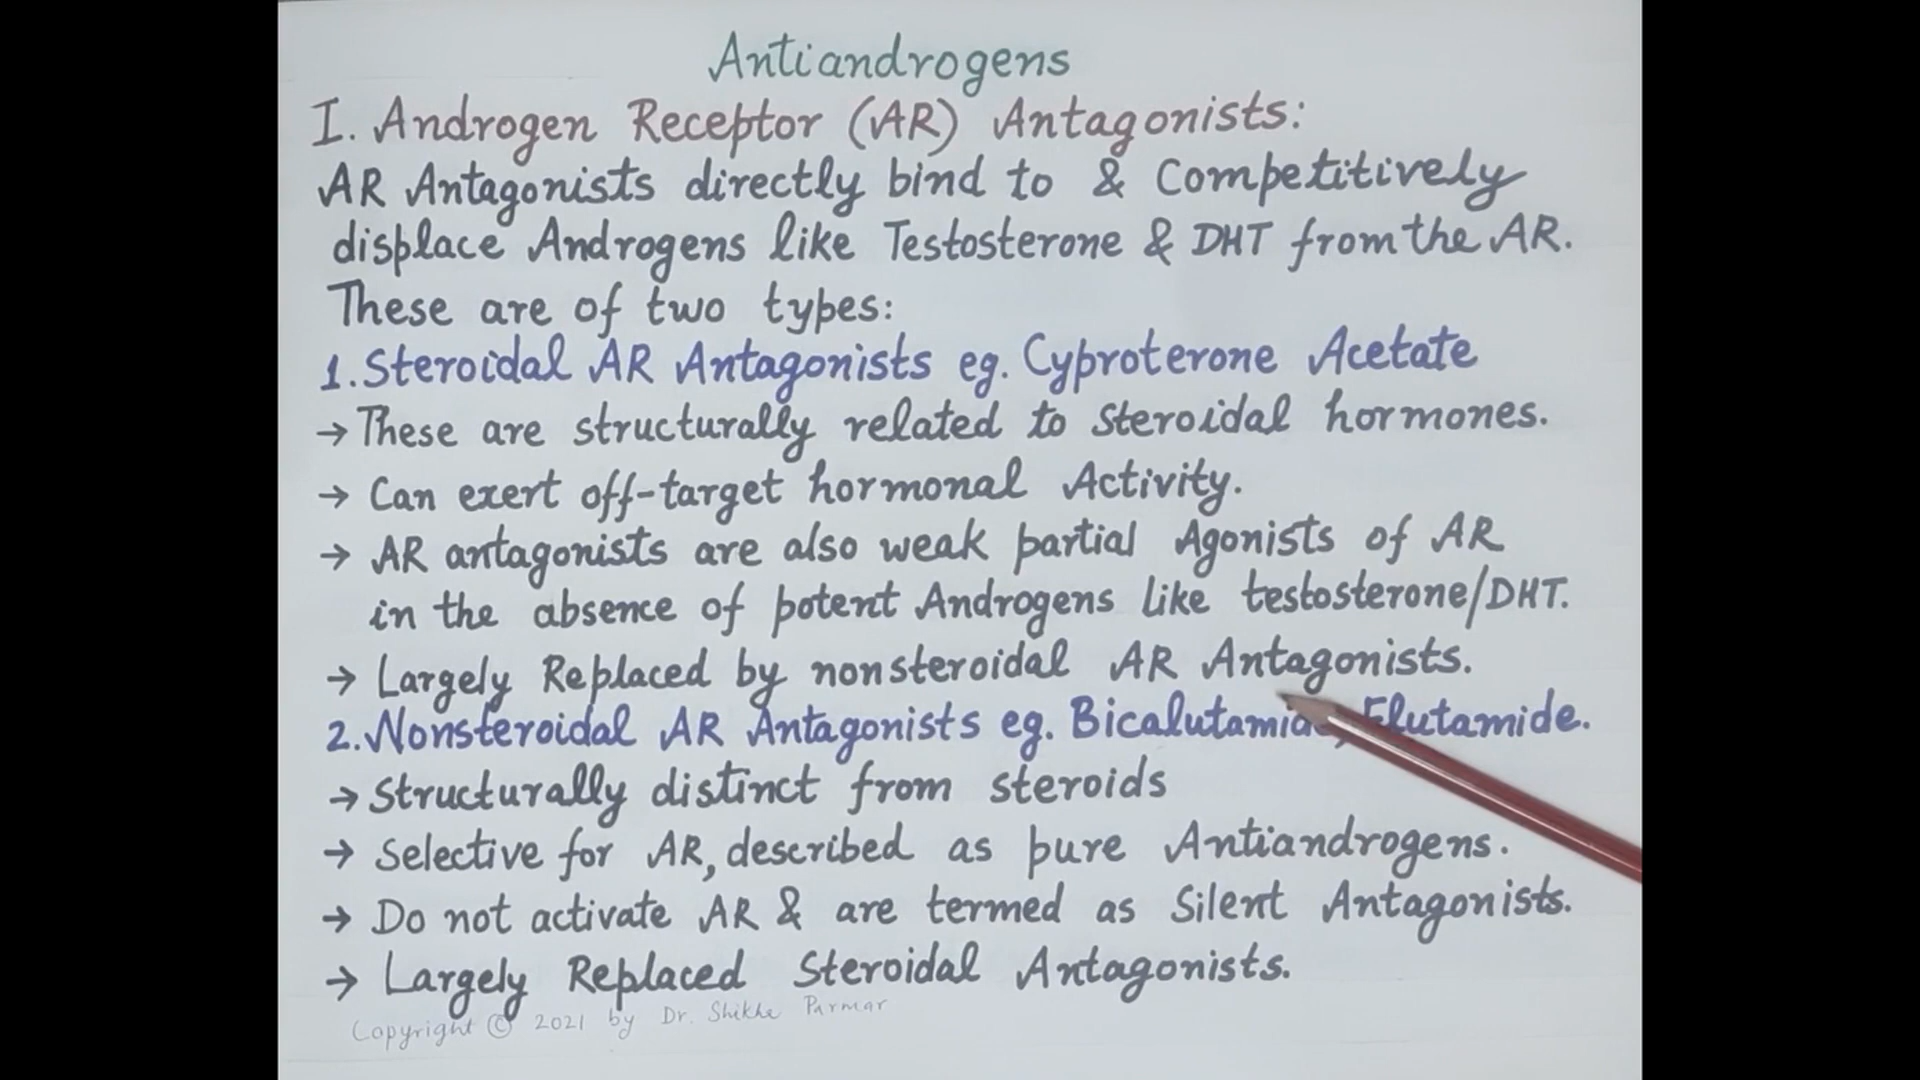 Antiandrogens
I. Androgen Receptor (AR) Antagonists:
AR Antagonists directly bind to & Competitively
displace Androgens like Testosterone & DHT from the AR.
These are of two types:
1. Steroidal AR Antagonists eg. Cyproterone Acetate
→ These are structurally related to steroidal hormones.
→ Can exert off-target hormonal Activity.
→ AR antagonists are also weak partial Agonists of AR
in the absence of potent Androgens like testosterone/DHT.
→ Largely Replaced by nonsteroidal AR Antagonists.
2. Nonsteroidal AR Antagonists eg. Bicalutamide, Flutamide.
→ Structurally distinct from steroids
→ Selective for AR, described as pure Antiandrogens.
→ Do not activate AR & are termed as Silent Antagonists.
→ Largely Replaced Steroidal Antagonists.
Copyright © 2021 by Dr. Shikha Parmar